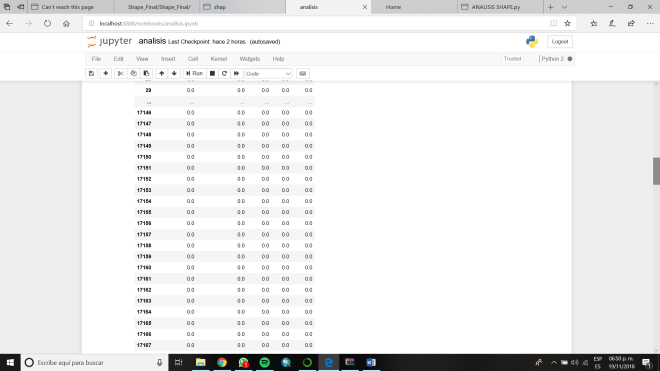 Can't reach this page
Shape_Final/Shape_Final/
shap
analisis
Home
ANALISIS SHAPE.py
localhost:8888/notebooks/analisis.ipynb
jupyter analisis Last Checkpoint: hace 2 horas (autosaved)
Logout
File Edit View Insert Cell Kernel Widgets Help
Trusted Python 2
Run Code
29 0.0 0.0 0.0 0.0 0.0
... ... ... ... ... ...
17146 0.0 0.0 0.0 0.0 0.0
17147 0.0 0.0 0.0 0.0 0.0
17148 0.0 0.0 0.0 0.0 0.0
17149 0.0 0.0 0.0 0.0 0.0
17150 0.0 0.0 0.0 0.0 0.0
17151 0.0 0.0 0.0 0.0 0.0
17152 0.0 0.0 0.0 0.0 0.0
17153 0.0 0.0 0.0 0.0 0.0
17154 0.0 0.0 0.0 0.0 0.0
17155 0.0 0.0 0.0 0.0 0.0
17156 0.0 0.0 0.0 0.0 0.0
17157 0.0 0.0 0.0 0.0 0.0
17158 0.0 0.0 0.0 0.0 0.0
17159 0.0 0.0 0.0 0.0 0.0
17160 0.0 0.0 0.0 0.0 0.0
17161 0.0 0.0 0.0 0.0 0.0
17162 0.0 0.0 0.0 0.0 0.0
17163 0.0 0.0 0.0 0.0 0.0
17164 0.0 0.0 0.0 0.0 0.0
17165 0.0 0.0 0.0 0.0 0.0
17166 0.0 0.0 0.0 0.0 0.0
17167 0.0 0.0 0.0 0.0 0.0
Escribe aquí para buscar
ESP 06:50 p. m.
ES 19/11/2018